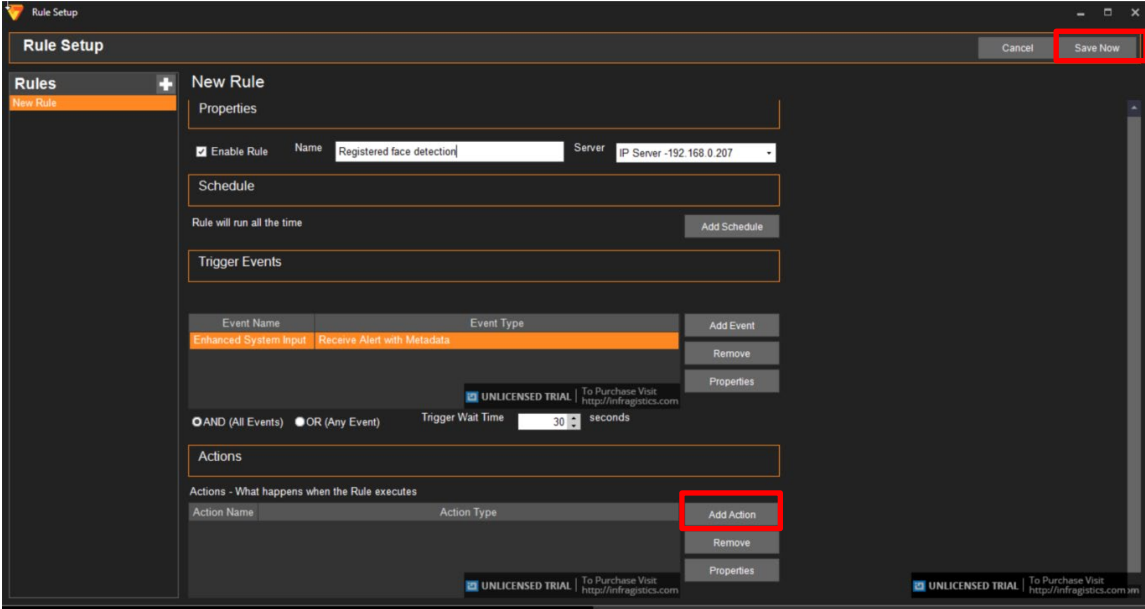 Rule Setup
Rule Setup
Cancel
Save Now
Rules
New Rule
New Rule
Properties
Enable Rule
Name
Registered face detection
Server
IP Server -192.168.0.207
Schedule
Rule will run all the time
Add Schedule
Trigger Events
Event Name
Event Type
Enhanced System Input
Receive Alert with Metadata
Add Event
Remove
Properties
UNLICENSED TRIAL
To Purchase Visit
http://infragistics.com
AND (All Events)
OR (Any Event)
Trigger Wait Time
30
seconds
Actions
Actions - What happens when the Rule executes
Action Name
Action Type
Add Action
Remove
Properties
UNLICENSED TRIAL
To Purchase Visit
http://infragistics.com
UNLICENSED TRIAL
To Purchase Visit
http://infragistics.com